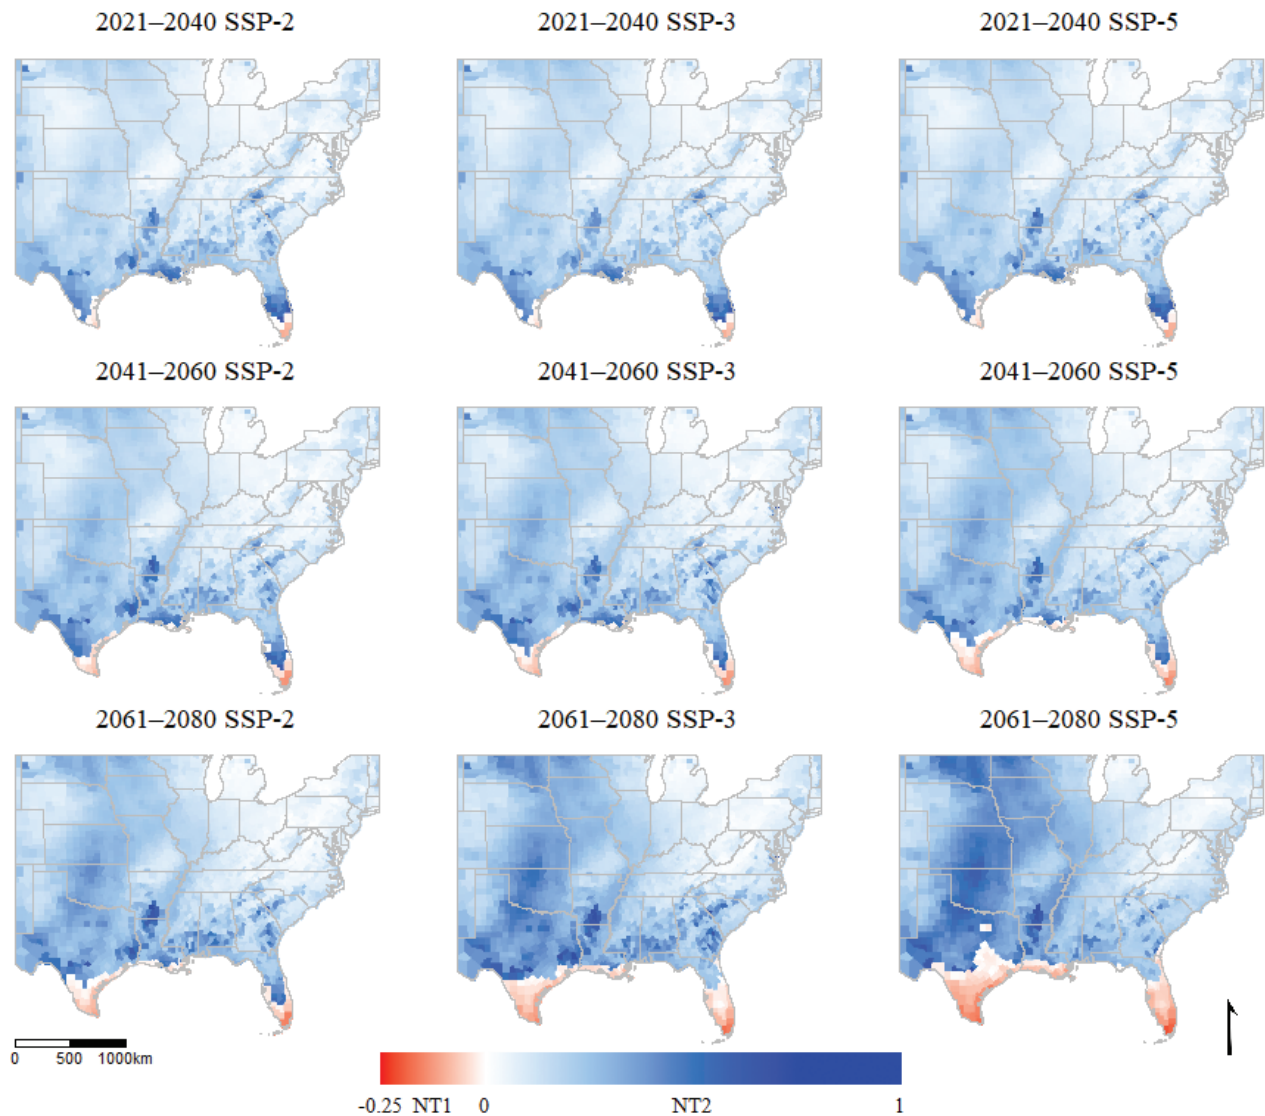 2021–2040 SSP-2 2021–2040 SSP-3 2021–2040 SSP-5
2041–2060 SSP-2 2041–2060 SSP-3 2041–2060 SSP-5
2061–2080 SSP-2 2061–2080 SSP-3 2061–2080 SSP-5
0 500 1000km
-0.25 NT1 0 NT2 1